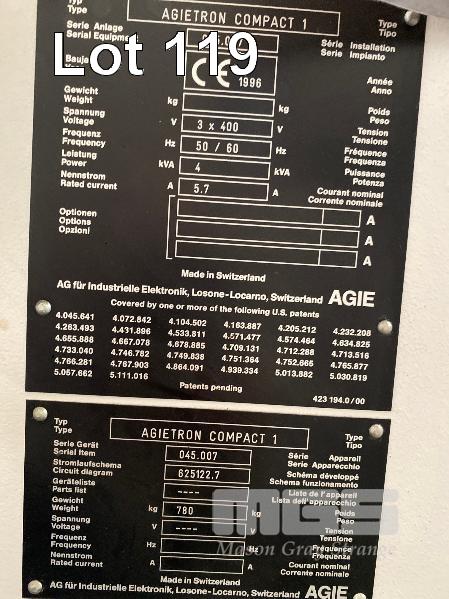 Typ
Type
AGIETRON COMPACT 1
Type
Tipo
Serie Anlage
Serial Equipment
Série Installation
Serie Impianto
Lot 119
CE 1996
Année
Anno
Gewicht
Weight
kg
kg
Poids
Peso
Spannung
Voltage
V
3 x 400
V
Tension
Tensione
Frequenz
Frequency
Hz
50 / 60
Hz
Fréquence
Frequenza
Leistung
Power
kVA
4
kVA
Puissance
Potenza
Nennstrom
Rated current
A
5.7
A
Courant nominal
Corrente nominale
Optionen
Options
Opzioni
A
A
A
Made in Switzerland
AG für Industrielle Elektronik, Losone-Locarno, Switzerland AGIE
Covered by one or more of the following U.S. patents
4.045.641 4.072.842 4.104.502 4.163.887 4.205.212 4.232.208
4.263.493 4.431.896 4.533.811 4.571.477 4.574.464 4.634.825
4.655.888 4.667.078 4.678.885 4.709.131 4.712.288 4.713.516
4.733.040 4.746.782 4.749.838 4.751.364 4.752.665 4.765.877
4.766.281 4.767.903 4.864.091 4.939.334 5.013.882 5.030.819
5.057.662 5.111.016
Patents pending
423 194.0/00
Typ
Type
AGIETRON COMPACT 1
Type
Tipo
Serie Gerät
Serial Item
045.007
Série Appareil
Serie Apparecchio
Stromlaufschema
Circuit diagram
625122.7
Schéma développé
Schema funzionamento
Geräteliste
Parts list
----
Liste de l'appareil
Lista dell'apparecchio
Gewicht
Weight
kg
780
kg
Poids
Peso
Spannung
Voltage
V
----
V
Tension
Tensione
Frequenz
Frequency
Hz
Hz
Fréquence
Frequenza
Nennstrom
Rated current
A
A
Courant nominal
Corrente nominale
MGS
Mason Gray Strange
Made in Switzerland
AG für Industrielle Elektronik, Losone-Locarno, Switzerland AGIE